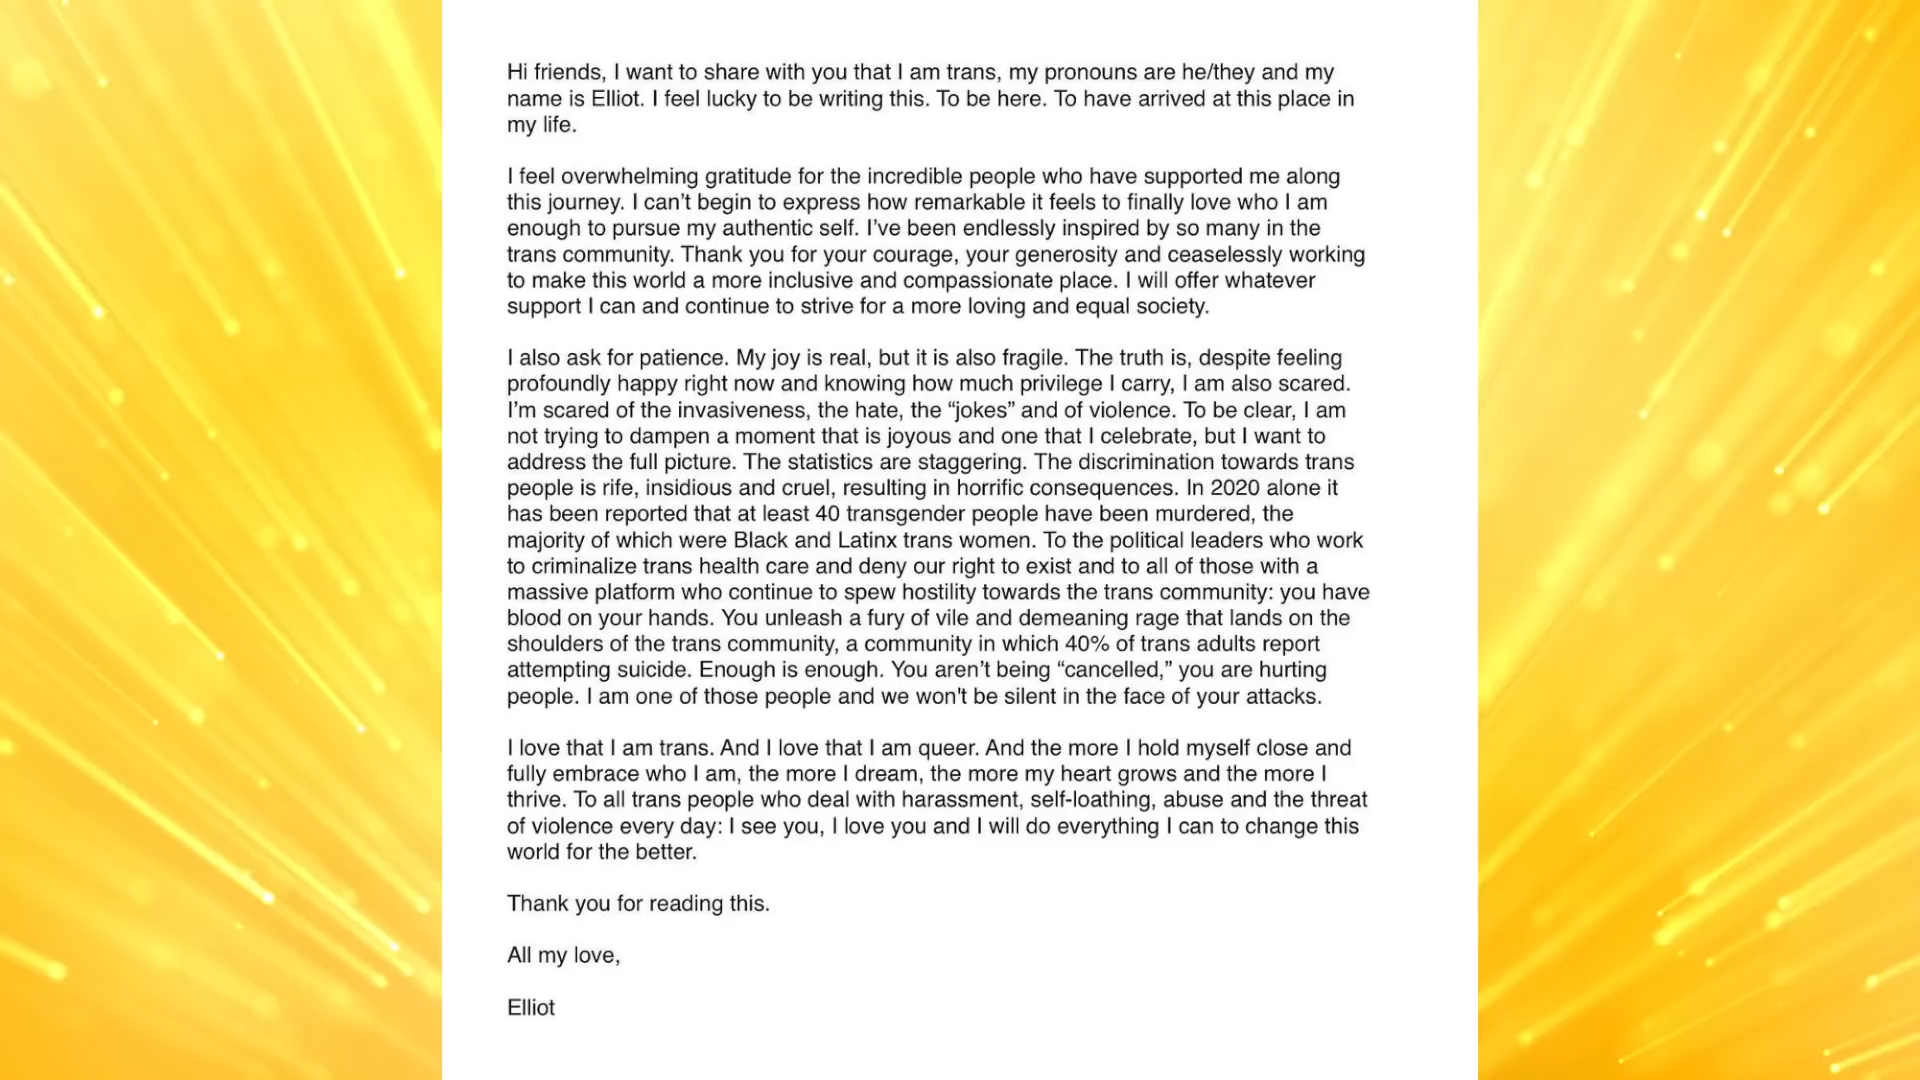 Hi friends, I want to share with you that I am trans, my pronouns are he/they and my
name is Elliot. I feel lucky to be writing this. To be here. To have arrived at this place in
my life.
I feel overwhelming gratitude for the incredible people who have supported me along
this journey. I can’t begin to express how remarkable it feels to finally love who I am
enough to pursue my authentic self. I’ve been endlessly inspired by so many in the
trans community. Thank you for your courage, your generosity and ceaselessly working
to make this world a more inclusive and compassionate place. I will offer whatever
support I can and continue to strive for a more loving and equal society.
I also ask for patience. My joy is real, but it is also fragile. The truth is, despite feeling
profoundly happy right now and knowing how much privilege I carry, I am also scared.
I’m scared of the invasiveness, the hate, the “jokes” and of violence. To be clear, I am
not trying to dampen a moment that is joyous and one that I celebrate, but I want to
address the full picture. The statistics are staggering. The discrimination towards trans
people is rife, insidious and cruel, resulting in horrific consequences. In 2020 alone it
has been reported that at least 40 transgender people have been murdered, the
majority of which were Black and Latinx trans women. To the political leaders who work
to criminalize trans health care and deny our right to exist and to all of those with a
massive platform who continue to spew hostility towards the trans community: you have
blood on your hands. You unleash a fury of vile and demeaning rage that lands on the
shoulders of the trans community, a community in which 40% of trans adults report
attempting suicide. Enough is enough. You aren’t being “cancelled,” you are hurting
people. I am one of those people and we won't be silent in the face of your attacks.
I love that I am trans. And I love that I am queer. And the more I hold myself close and
fully embrace who I am, the more I dream, the more my heart grows and the more I
thrive. To all trans people who deal with harassment, self-loathing, abuse and the threat
of violence every day: I see you, I love you and I will do everything I can to change this
world for the better.
Thank you for reading this.
All my love,
Elliot